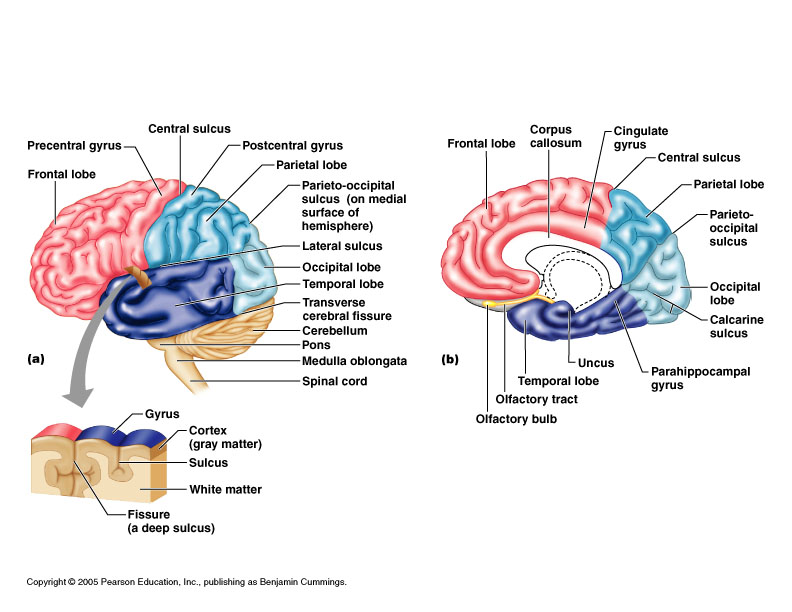 Central sulcus
Precentral gyrus
Postcentral gyrus
Frontal lobe
Parietal lobe
Parieto-occipital
sulcus (on medial
surface of
hemisphere)
Lateral sulcus
Occipital lobe
Temporal lobe
Transverse
cerebral fissure
Cerebellum
Pons
(a)
Medulla oblongata
Spinal cord
Gyrus
Cortex
(gray matter)
Sulcus
White matter
Fissure
(a deep sulcus)
Frontal lobe
Corpus
callosum
Cingulate
gyrus
Central sulcus
Parietal lobe
Parieto-
occipital
sulcus
Occipital
lobe
Calcarine
sulcus
(b)
Uncus
Parahippocampal
gyrus
Temporal lobe
Olfactory tract
Olfactory bulb
Copyright © 2005 Pearson Education, Inc., publishing as Benjamin Cummings.